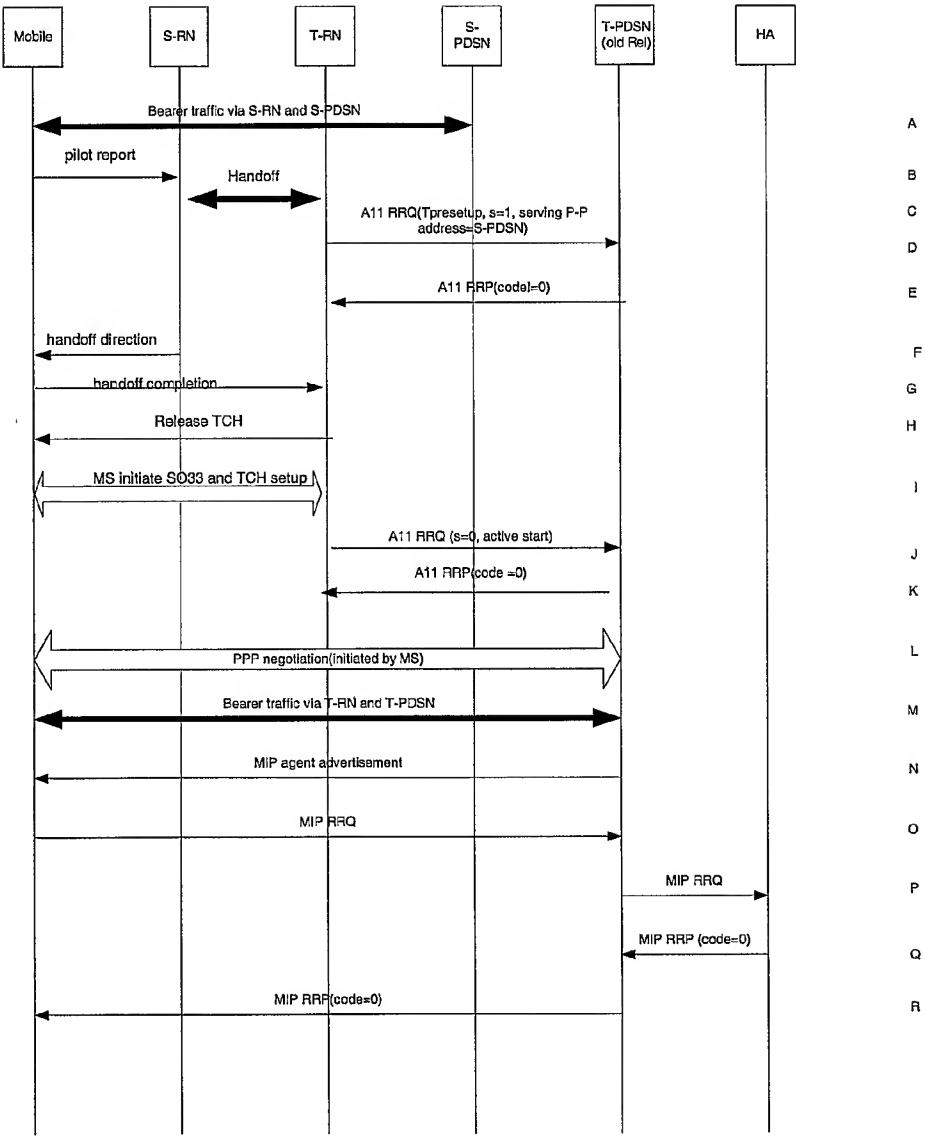 Mobile
S-RN
T-RN
S-
PDSN
T-PDSN
(old Rel)
HA
Bearer traffic via S-RN and S-PDSN
A
pilot report
B
Handoff
A11 RRQ(Tpresetup, s=1, serving P-P
address=S-PDSN)
C
D
A11 RRP(code!=0)
E
handoff direction
F
handoff completion
G
Release TCH
H
MS initiate SO33 and TCH setup
I
A11 RRQ (s=0, active start)
J
A11 RRP(code =0)
K
PPP negotiation(initiated by MS)
L
Bearer traffic via T-RN and T-PDSN
M
MIP agent advertisement
N
MIP RRQ
O
MIP RRQ
P
MIP RRP (code=0)
Q
MIP RRP(code=0)
R